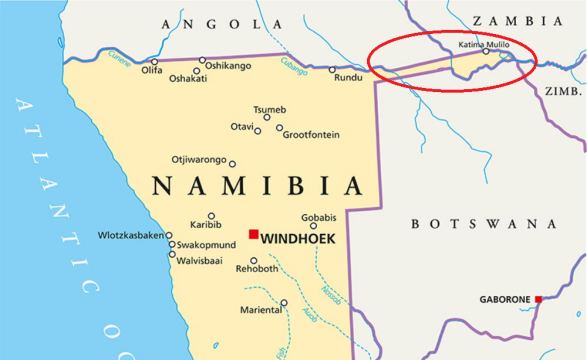 ANGOLA
ZAMBIA
Katima Mulilo
Cunene
Oshikango
Olifa
Oshakati
Cubango
Rundu
ZIMB.
Tsumeb
Otavi
Grootfontein
Otjiwarongo
NAMIBIA
ATLANTIC OC
Karibib
Gobabis
BOTSWANA
Wlotzkasbaken
WINDHOEK
Swakopmund
Walvisbaai
Rehoboth
Nossob
GABORONE
Mariental
Auob
Fish